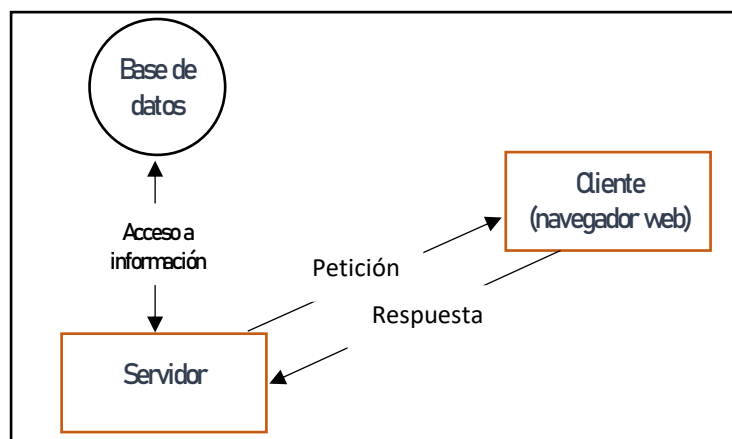 Base de
datos
Cliente
(navegador web)
Acceso a
información
Petición
Respuesta
Servidor